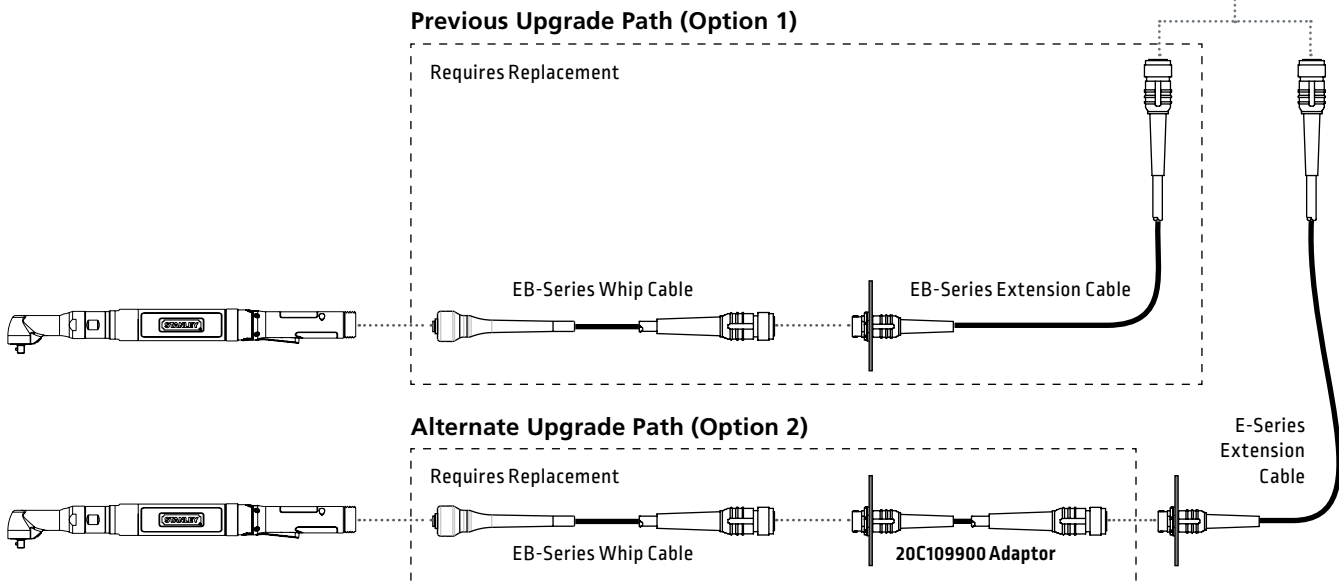 Previous Upgrade Path (Option 1)
Requires Replacement
EB-Series Whip Cable
EB-Series Extension Cable
STANLEY
Alternate Upgrade Path (Option 2)
Requires Replacement
E-Series
Extension
Cable
STANLEY
EB-Series Whip Cable
20C109900 Adaptor